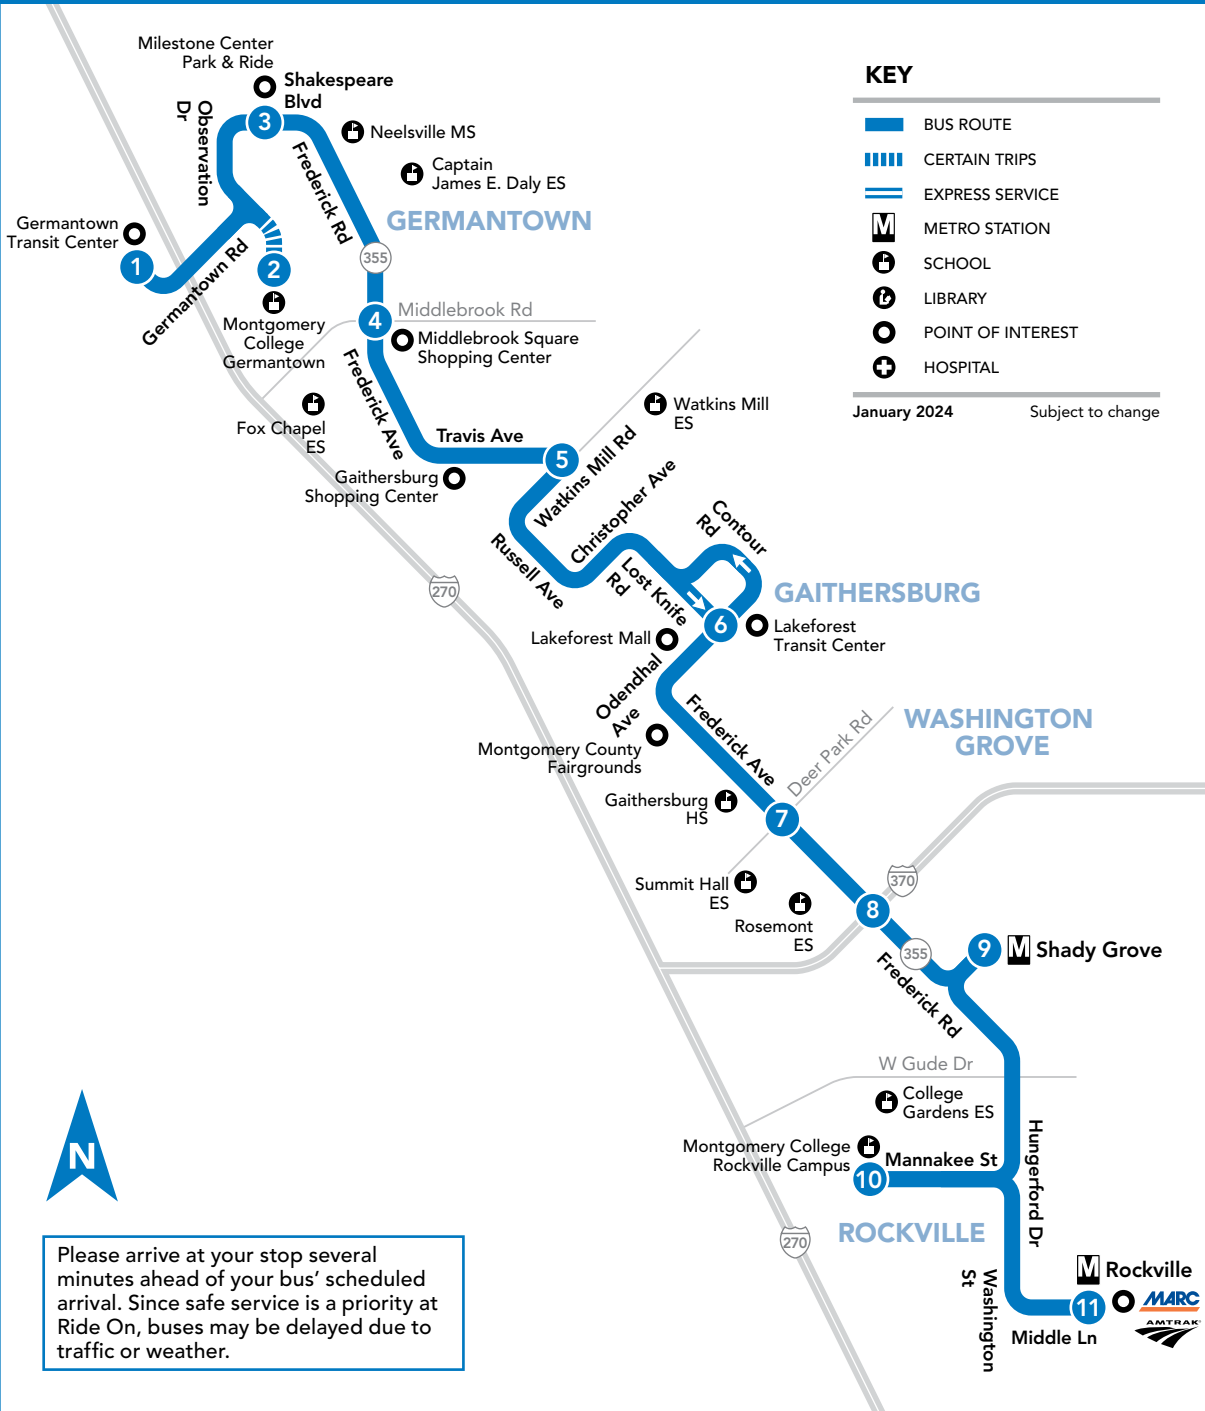 Milestone Center
Park & Ride
Shakespeare
Blvd
3
Observation
Dr
Neelsville MS
Captain
James E. Daly ES
Frederick Rd
GERMANTOWN
Germantown
Transit Center
1
Germantown Rd
2
Montgomery
College
Germantown
355
4
Middlebrook Rd
Middlebrook Square
Shopping Center
Frederick Ave
Fox Chapel
ES
Travis Ave
5
Gaithersburg
Shopping Center
Watkins Mill
ES
Watkins Mill Rd
Christopher Ave
Russell Ave
Lost Knife
Rd
Contour
Rd
270
GAITHERSBURG
6
Lakeforest
Transit Center
Lakeforest Mall
Odendhal
Ave
Montgomery County
Fairgrounds
Frederick Ave
Deer Park Rd
WASHINGTON
GROVE
Gaithersburg
HS
7
Summit Hall
ES
Rosemont
ES
370
8
355
Frederick Rd
9
M Shady Grove
W Gude Dr
College
Gardens ES
Montgomery College
Rockville Campus
Mannakee St
10
Hungerford Dr
ROCKVILLE
270
Washington
St
M Rockville
11
MARC
AMTRAK
Middle Ln
KEY
BUS ROUTE
CERTAIN TRIPS
EXPRESS SERVICE
M METRO STATION
SCHOOL
LIBRARY
POINT OF INTEREST
HOSPITAL
January 2024 Subject to change
N
Please arrive at your stop several
minutes ahead of your bus’ scheduled
arrival. Since safe service is a priority at
Ride On, buses may be delayed due to
traffic or weather.